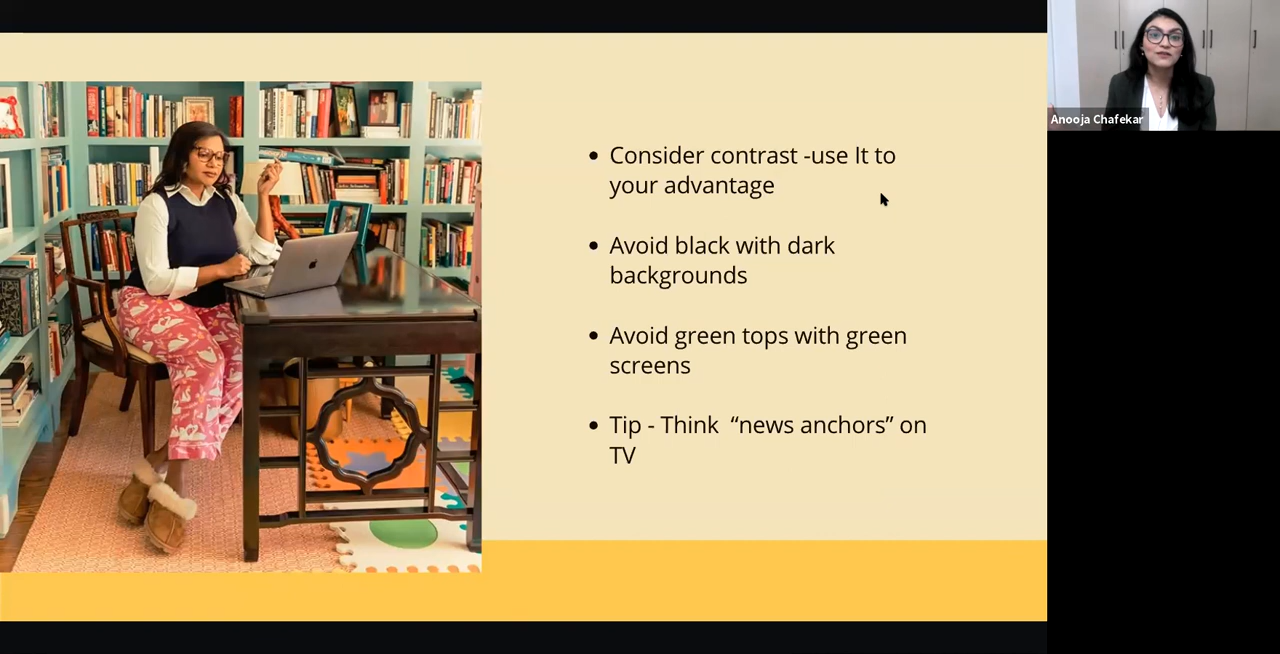 Consider contrast -use It to
your advantage
Avoid black with dark
backgrounds
Avoid green tops with green
screens
Tip - Think “news anchors” on
TV
Anooja Chafekar